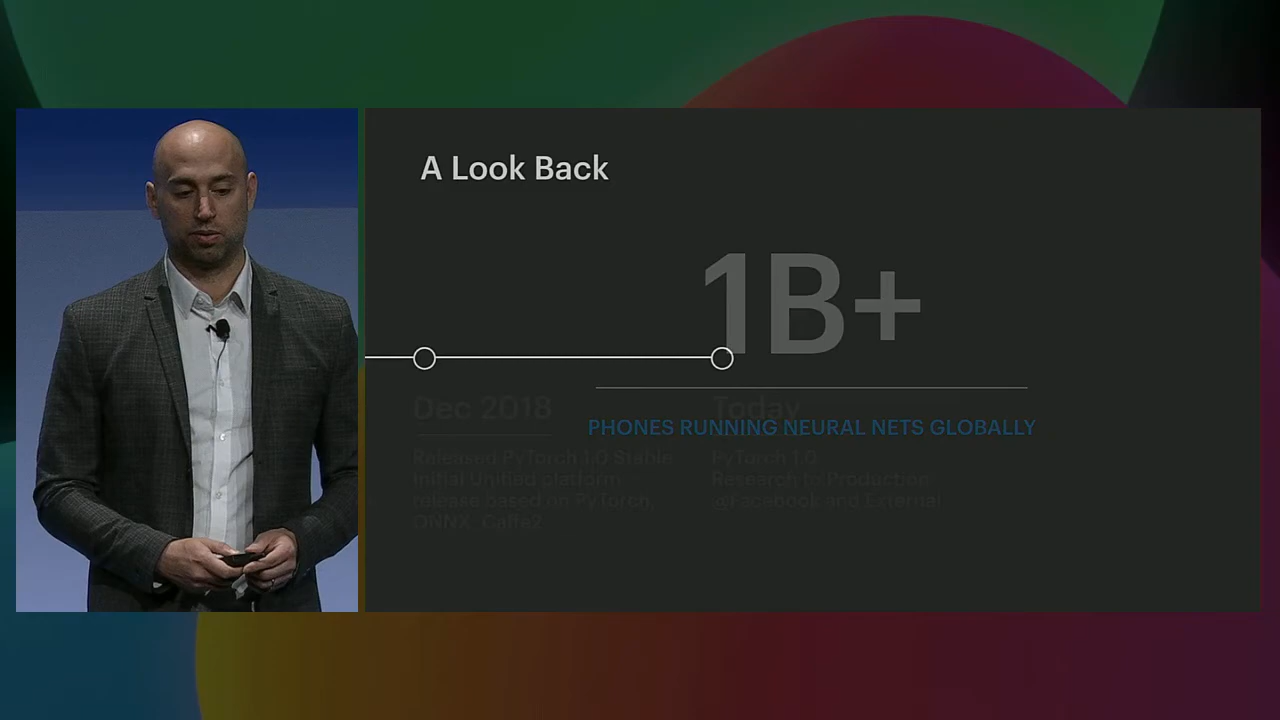 A Look Back
1B+
Dec 2018
Today
PHONES RUNNING NEURAL NETS GLOBALLY
Released PyTorch 1.0 Stable
Initial Unified platform
release based on PyTorch,
ONNX, Caffe2
PyTorch 1.0
Research to Production
@Facebook and External